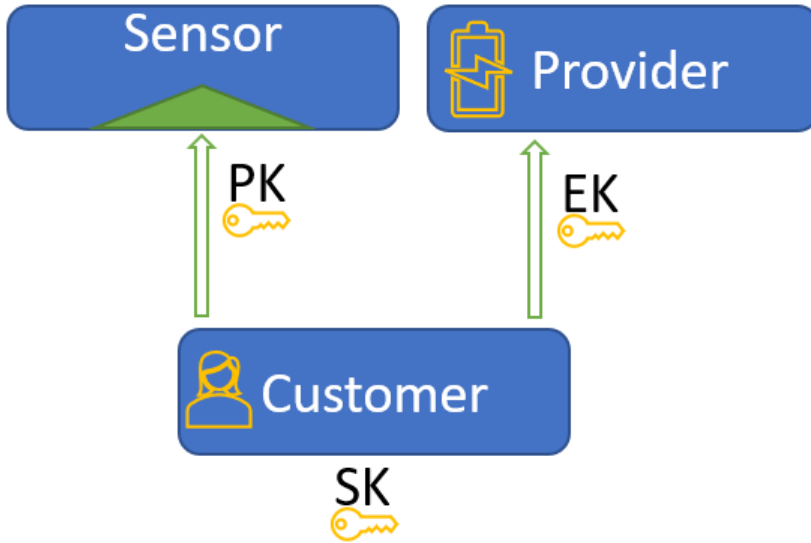 Sensor
Provider
PK
EK
Customer
SK